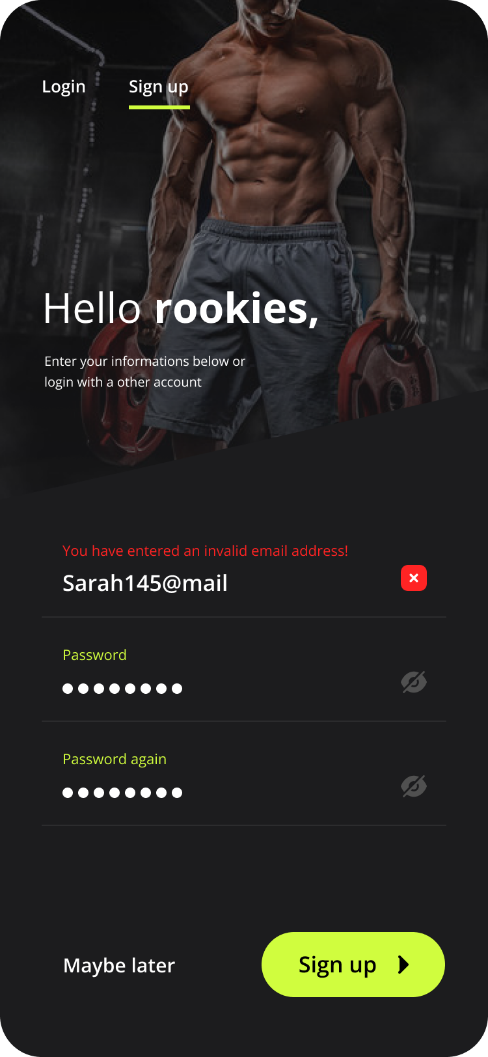 Login
Sign up
Hello rookies,
Enter your informations below or
login with a other account
You have entered an invalid email address!
Sarah145@mail
Password
Password again
Maybe later
Sign up